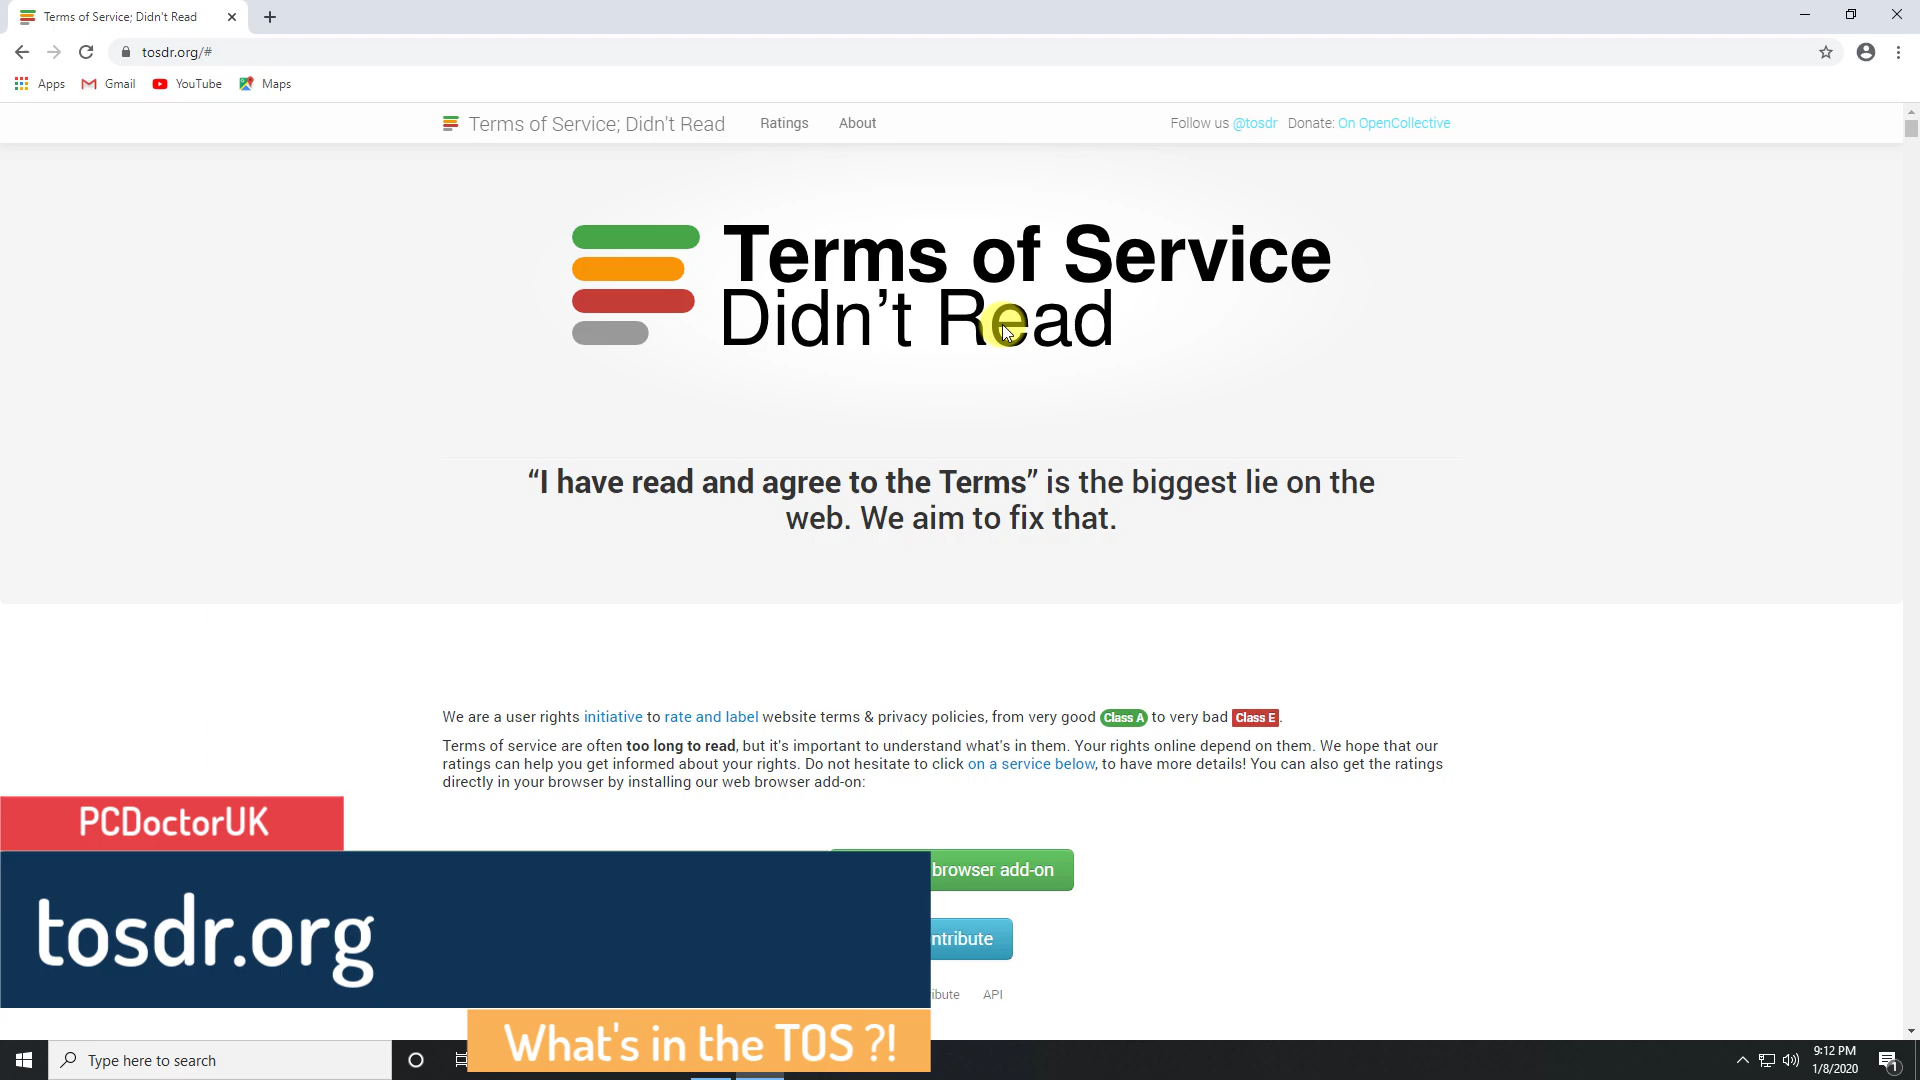 Terms of Service; Didn't Read
tosdr.org/#
Apps
Gmail
YouTube
Maps
Terms of Service; Didn't Read
Ratings
About
Follow us @tosdr
Donate: On OpenCollective
Terms of Service
Didn't Read
“I have read and agree to the Terms” is the biggest lie on the
web. We aim to fix that.
We are a user rights initiative to rate and label website terms & privacy policies, from very good Class A to very bad Class E.
Terms of service are often too long to read, but it's important to understand what's in them. Your rights online depend on them. We hope that our
ratings can help you get informed about your rights. Do not hesitate to click on a service below, to have more details! You can also get the ratings
directly in your browser by installing our web browser add-on:
PCDoctorUK
browser add-on
tosdr.org
ntribute
ibute
API
What's in the TOS ?!
Type here to search
9:12 PM
1/8/2020
1